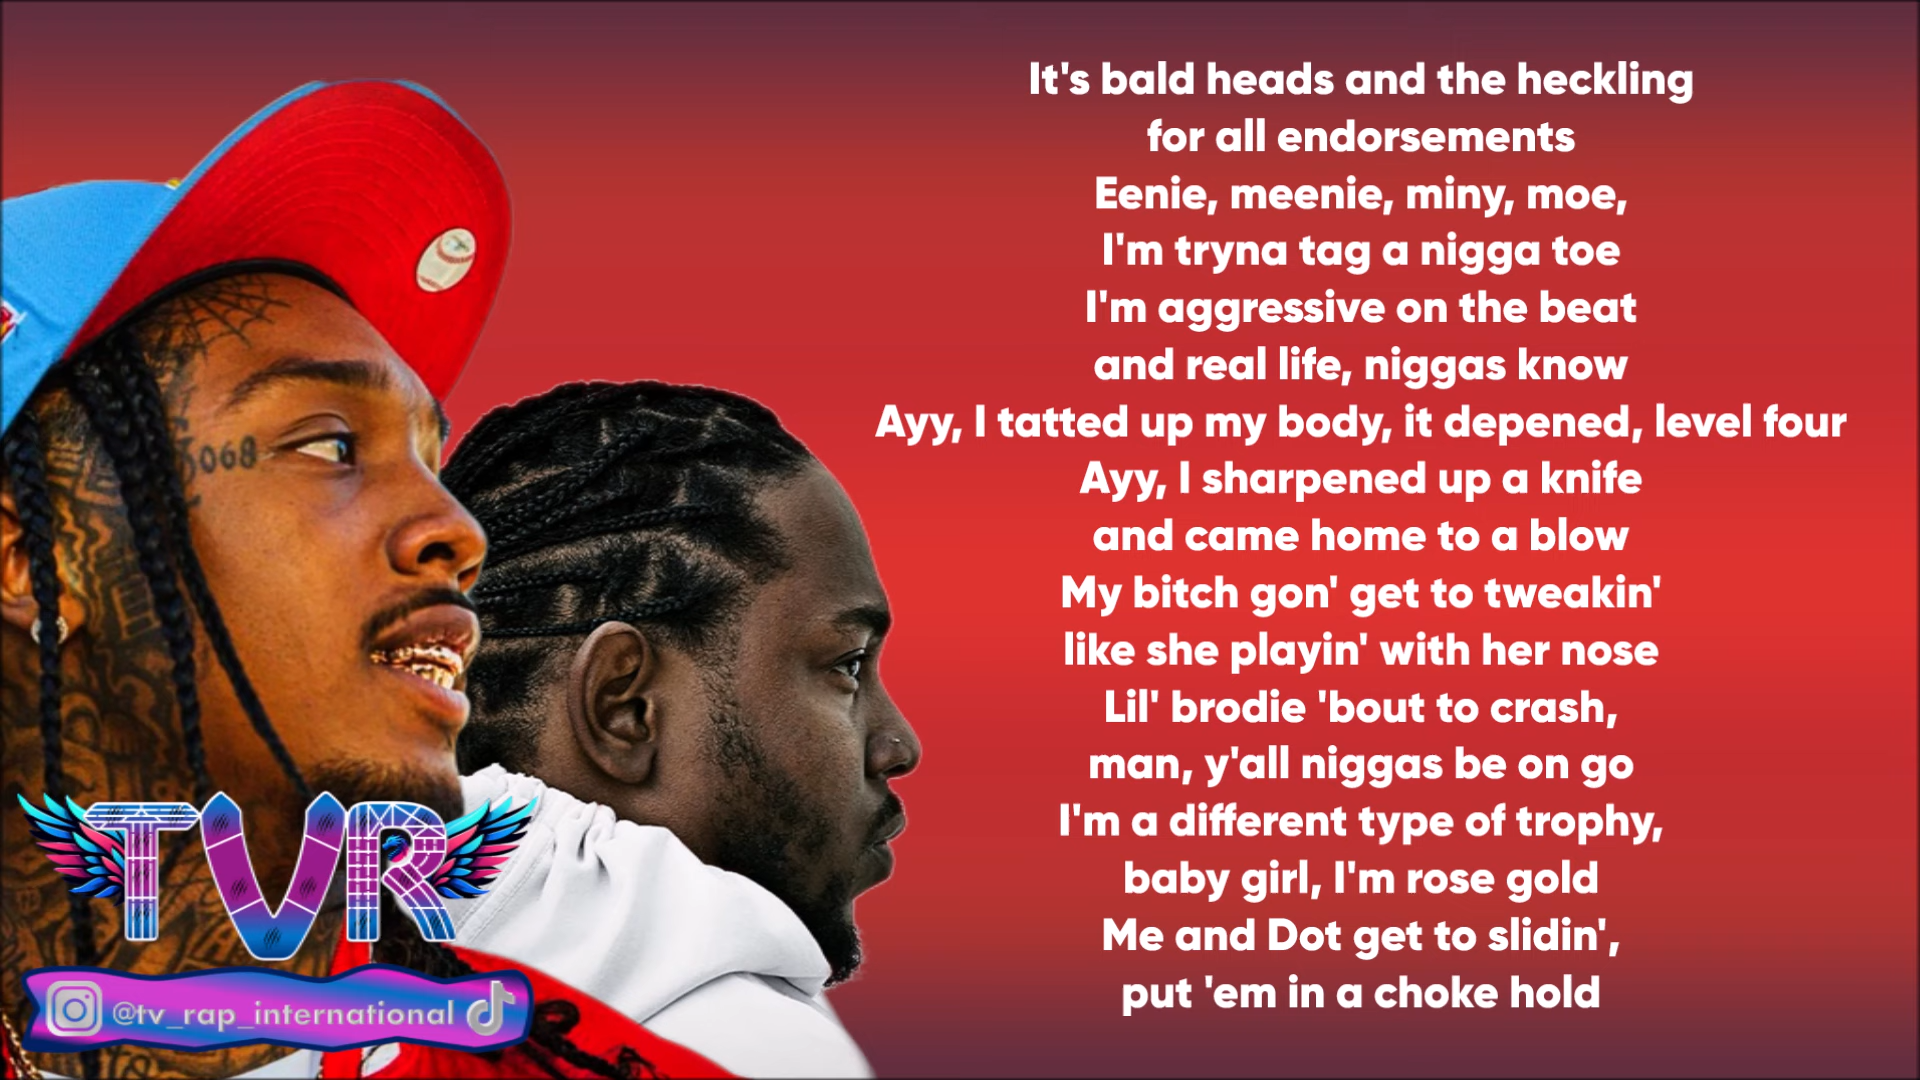 It's bald heads and the heckling
for all endorsements
Eenie, meenie, miny, moe,
I'm tryna tag a nigga toe
I'm aggressive on the beat
and real life, niggas know
Ayy, I tatted up my body, it depened, level four
Ayy, I sharpened up a knife
and came home to a blow
My bitch gon' get to tweakin'
like she playin' with her nose
Lil' brodie 'bout to crash,
man, y'all niggas be on go
I'm a different type of trophy,
baby girl, I'm rose gold
Me and Dot get to slidin',
put 'em in a choke hold
TVR
@tv_rap_international